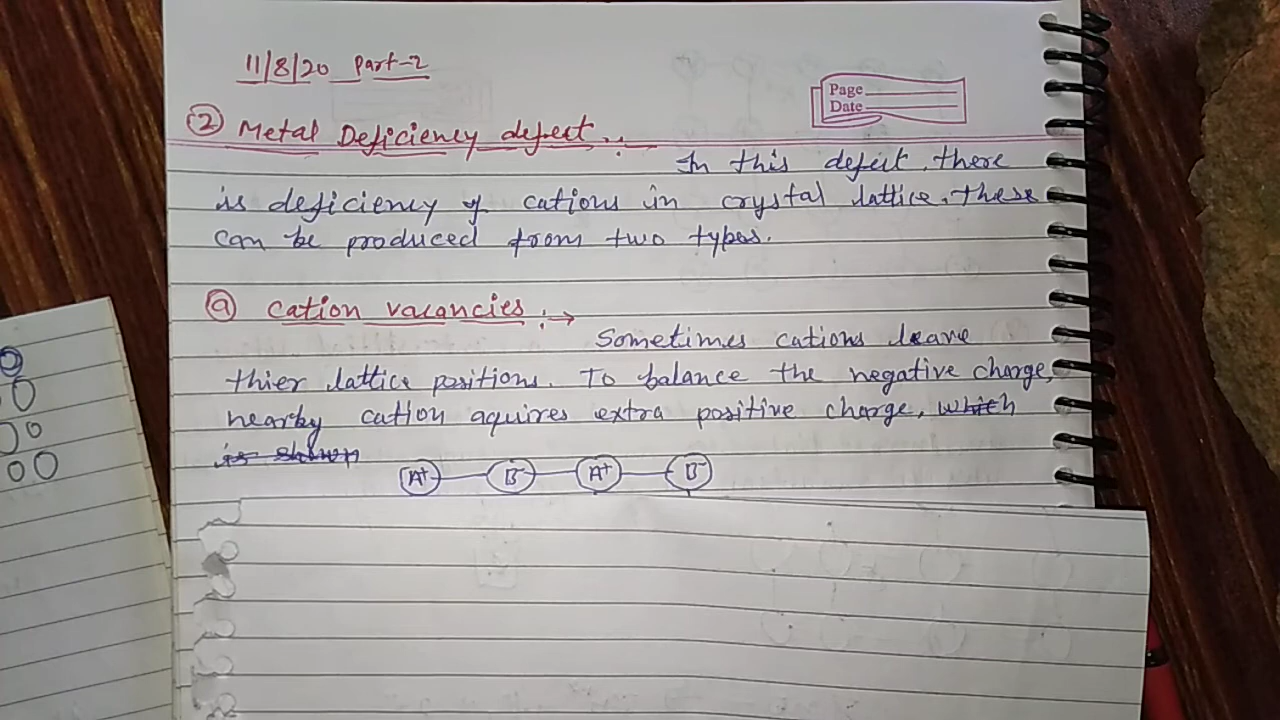 11/8/20 Part-2
Page
Date
② Metal Deficiency defect :
In this defect, there
is deficiency of cations in crystal lattice. These
can be produced from two types.
ⓐ Cation vacancies :→
Sometimes cations leave
thier lattice positions. To balance the negative charge,
nearby cation aquires extra positive charge, which
is shown
A+ B- A+ B-